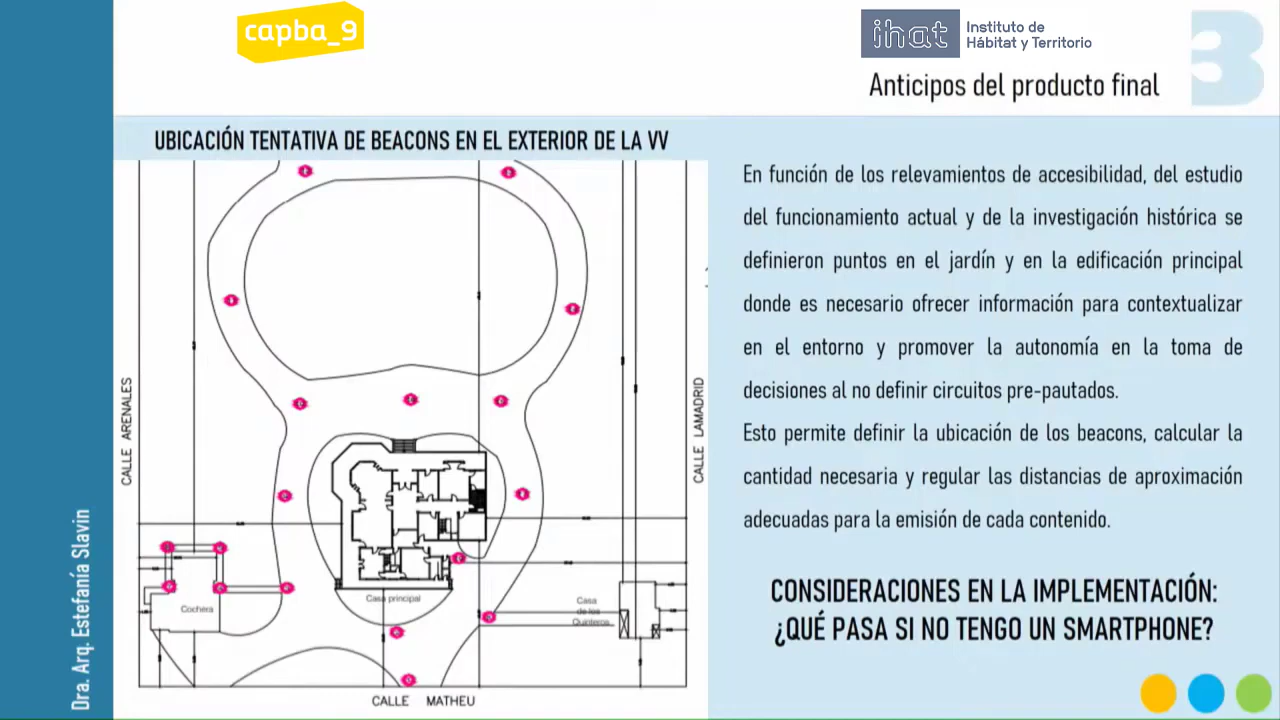 capba_9
ihat
Instituto de
Hábitat y Territorio
3
Anticipos del producto final
UBICACIÓN TENTATIVA DE BEACONS EN EL EXTERIOR DE LA VV
CALLE ARENALES
CALLE LAMADRID
Cochera
Casa principal
Casa
de los
Quinteros
CALLE MATHEU
En función de los relevamientos de accesibilidad, del estudio
del funcionamiento actual y de la investigación histórica se
definieron puntos en el jardín y en la edificación principal
donde es necesario ofrecer información para contextualizar
en el entorno y promover la autonomía en la toma de
decisiones al no definir circuitos pre-pautados.
Esto permite definir la ubicación de los beacons, calcular la
cantidad necesaria y regular las distancias de aproximación
adecuadas para la emisión de cada contenido.
CONSIDERACIONES EN LA IMPLEMENTACIÓN:
¿QUÉ PASA SI NO TENGO UN SMARTPHONE?
Dra. Arq. Estefanía Slavin